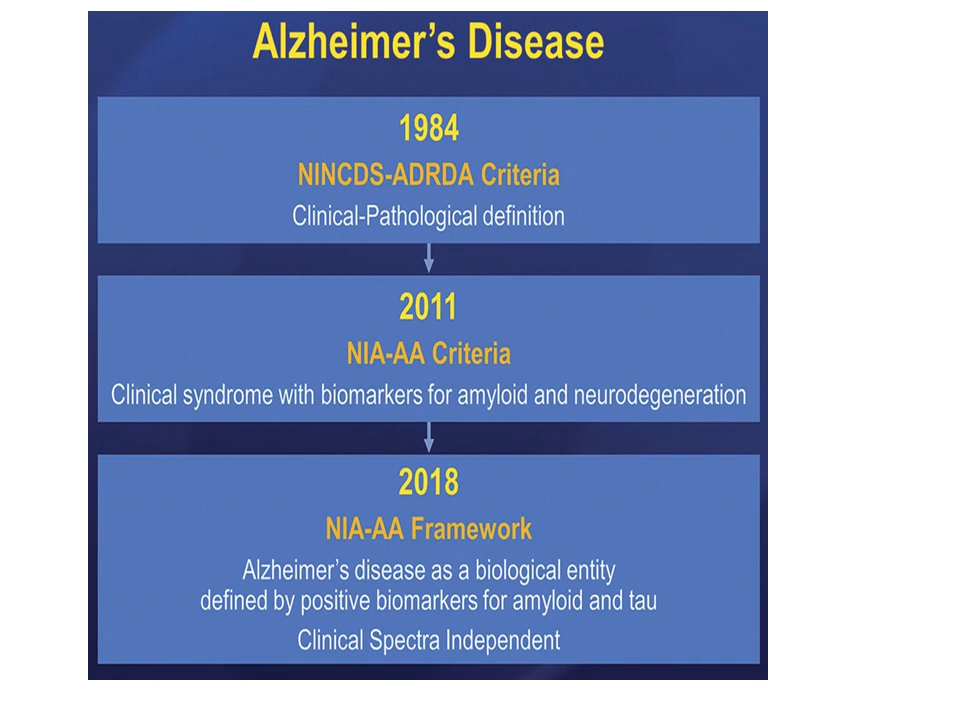 Alzheimer's Disease
1984
NINCDS-ADRDA Criteria
Clinical-Pathological definition
2011
NIA-AA Criteria
Clinical syndrome with biomarkers for amyloid and neurodegeneration
2018
NIA-AA Framework
Alzheimer's disease as a biological entity
defined by positive biomarkers for amyloid and tau
Clinical Spectra Independent